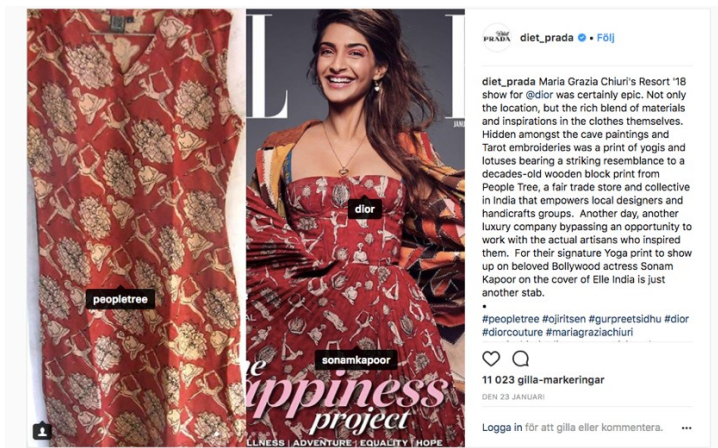 peopletree
L
L
JANU
dior
sonamkapoor
he
appiness
project
LLNESS | ADVENTURE | EQUALITY | HOPE
diet_prada • Följ
diet_prada Maria Grazia Chiuri's Resort '18
show for @dior was certainly epic. Not only
the location, but the rich blend of materials
and inspirations in the clothes themselves.
Hidden amongst the cave paintings and
Tarot embroideries was a print of yogis and
lotuses bearing a striking resemblance to a
decades-old wooden block print from
People Tree, a fair trade store and collective
in India that empowers local designers and
handicrafts groups. Another day, another
luxury company bypassing an opportunity to
work with the actual artisans who inspired
them. For their signature Yoga print to show
up on beloved Bollywood actress Sonam
Kapoor on the cover of Elle India is just
another stab.
•
#peopletree #ojiritsen #gurpreetsidhu #dior
#diorcouture #mariagraziachiuri
11 023 gilla-markeringar
DEN 23 JANUARI
Logga in för att gilla eller kommentera.